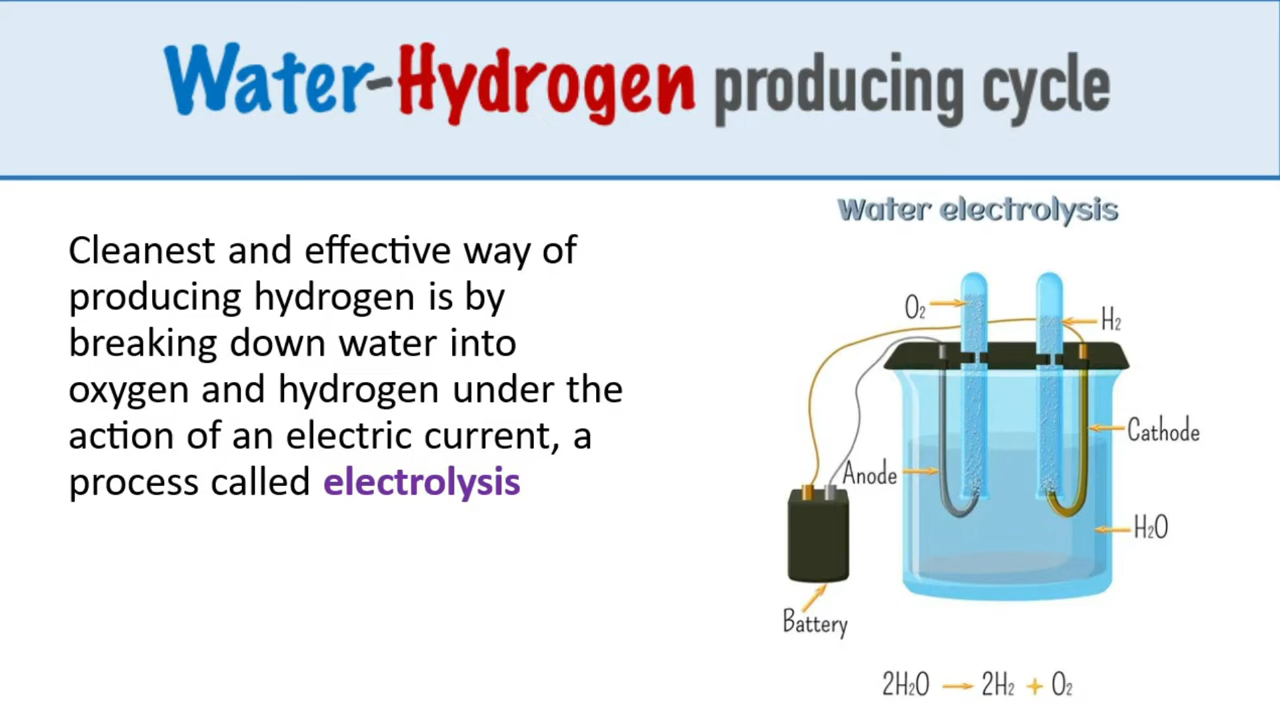 Water-Hydrogen producing cycle
Cleanest and effective way of
producing hydrogen is by
breaking down water into
oxygen and hydrogen under the
action of an electric current, a
process called electrolysis
Water electrolysis
O₂
H₂
Cathode
Anode
H₂O
Battery
2H₂O → 2H₂ + O₂